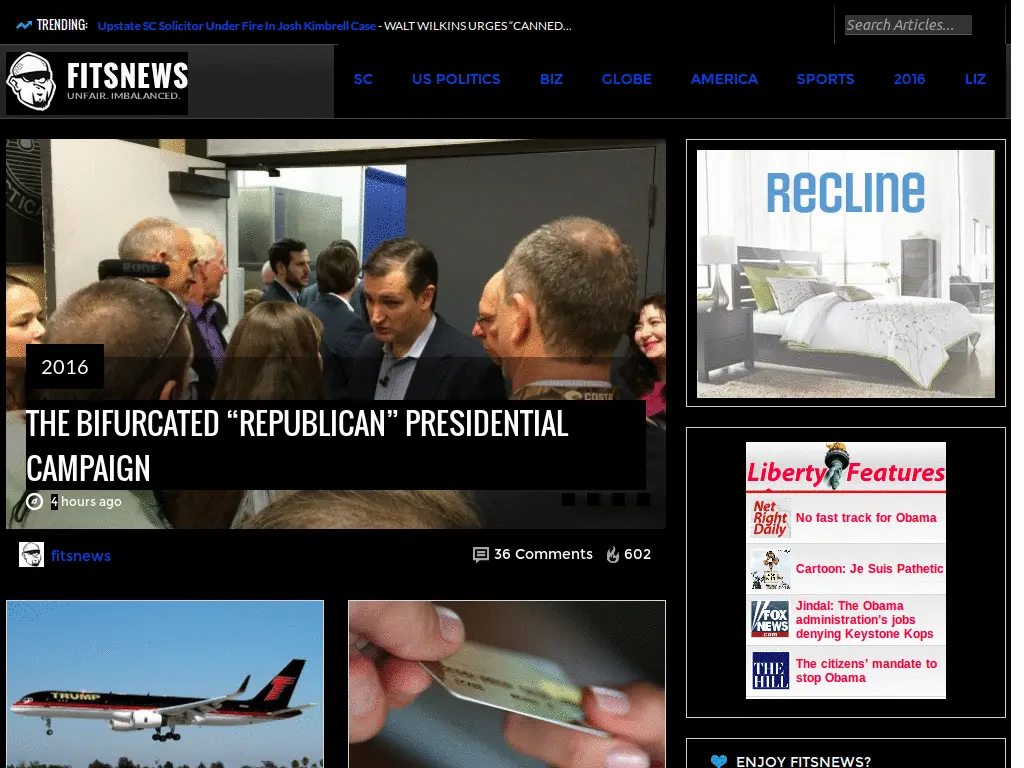 TRENDING: Upstate SC Solicitor Under Fire In Josh Kimbrell Case - WALT WILKINS URGES “CANNED...
Search Articles...
FITSNEWS
UNFAIR. IMBALANCED.
SC US POLITICS BIZ GLOBE AMERICA SPORTS 2016 LIZ
RECLINE
2016
THE BIFURCATED “REPUBLICAN” PRESIDENTIAL
CAMPAIGN
4 hours ago
fitsnews
36 Comments 602
Liberty Features
Net
Right
Daily
No fast track for Obama
Cartoon: Je Suis Pathetic
FOX
NEWS
.com
Jindal: The Obama
administration’s jobs
denying Keystone Kops
THE
HILL
The citizens’ mandate to
stop Obama
TRUMP
ENJOY FITSNEWS?